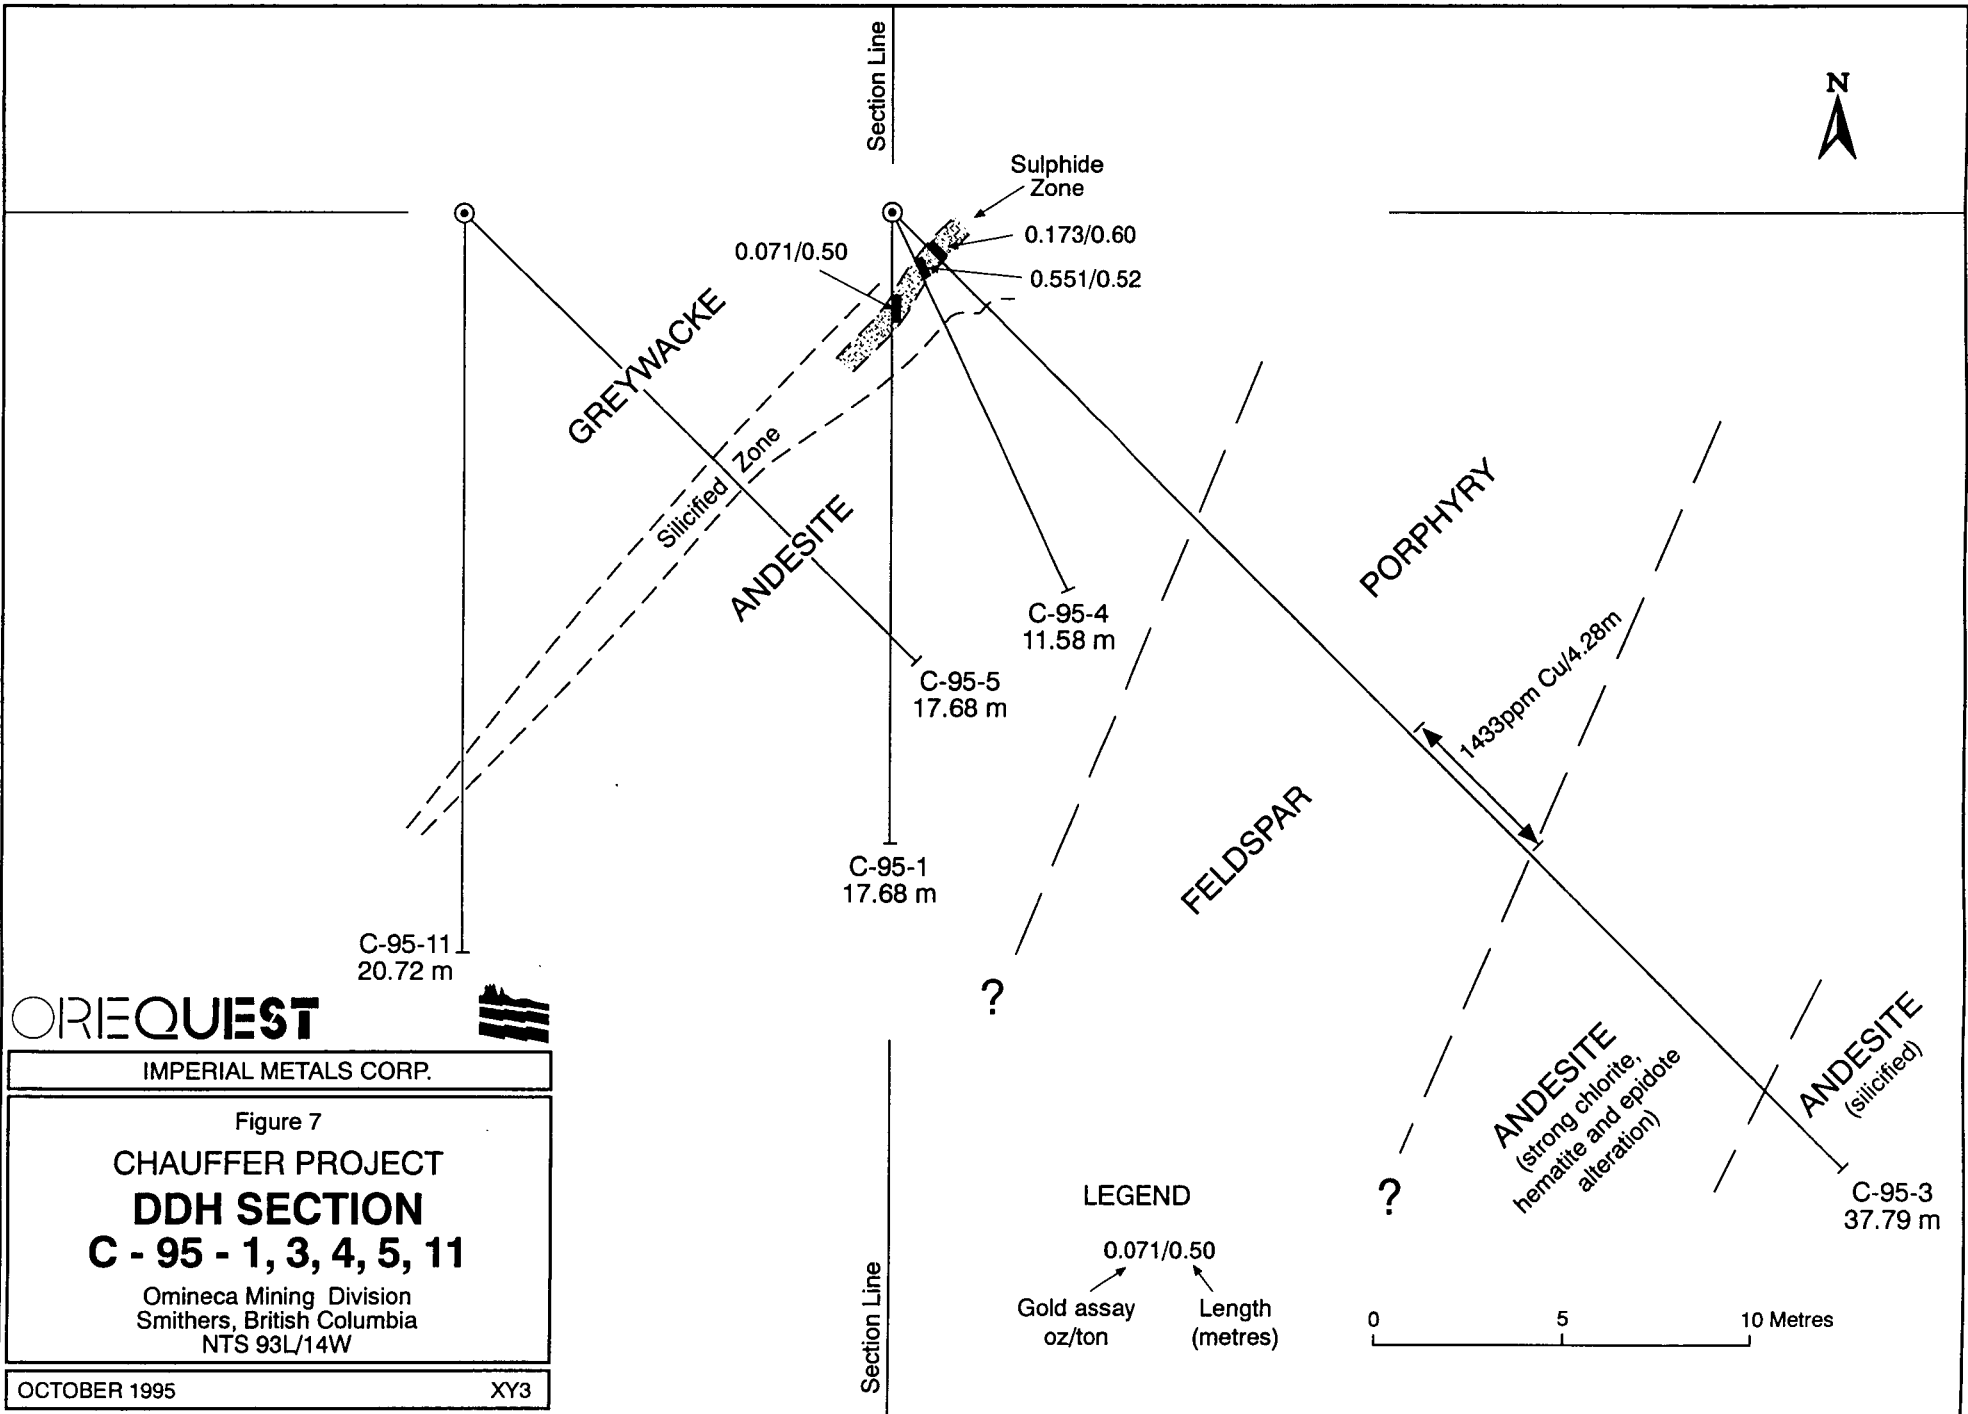 Section Line
N
Sulphide
Zone
0.173/0.60
0.071/0.50
0.551/0.52
GREYWACKE
Silicified Zone
ANDESITE
PORPHYRY
C-95-4
11.58 m
C-95-5
17.68 m
1433ppm Cu/4.28m
FELDSPAR
C-95-1
17.68 m
C-95-11
20.72 m
?
ANDESITE
(strong chlorite,
hematite and epidote
alteration)
ANDESITE
(silicified)
?
C-95-3
37.79 m
OREQUEST
IMPERIAL METALS CORP.
Figure 7
CHAUFFER PROJECT
DDH SECTION
C - 95 - 1, 3, 4, 5, 11
Omineca Mining Division
Smithers, British Columbia
NTS 93L/14W
OCTOBER 1995 XY3
Section Line
LEGEND
0.071/0.50
Gold assay
oz/ton
Length
(metres)
0 5 10 Metres